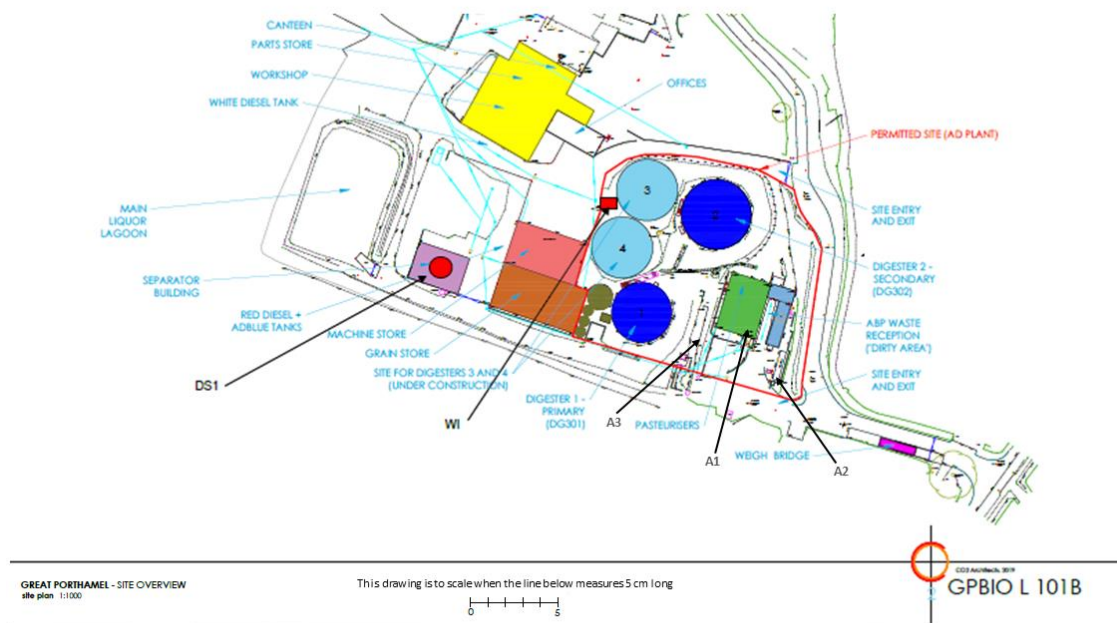 CANTEEN
PARTS STORE
WORKSHOP
WHITE DIESEL TANK
OFFICES
PERMITTED SITE (AD PLANT)
MAIN
LIQUOR
LAGOON
SEPARATOR
BUILDING
RED DIESEL +
ADBLUE TANKS
MACHINE STORE
GRAIN STORE
SITE FOR DIGESTERS 3 AND 4
(UNDER CONSTRUCTION)
3
4
SITE ENTRY
AND EXIT
DIGESTER 2 -
SECONDARY
(DG302)
ABP WASTE
RECEPTION
('DIRTY AREA')
SITE ENTRY
AND EXIT
DS1
WI
DIGESTER 1 -
PRIMARY
(DG301)
A3
PASTEURISERS
A1
A2
WEIGH BRIDGE
GREAT PORTHAMEL - SITE OVERVIEW
site plan 1:1000
This drawing is to scale when the line below measures 5 cm long
0 5
CO2 Architects, 2019
GPBIO L 101B